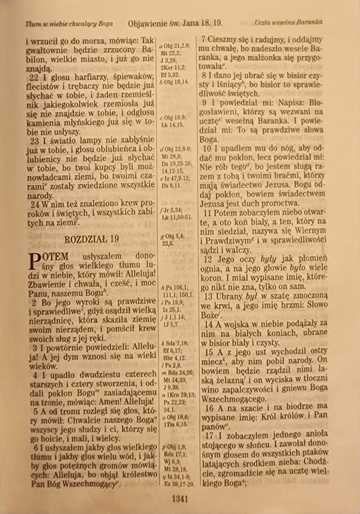 Tłum w niebie chwalący Boga
Objawienie św. Jana 18, 19.
Uczta weselna Baranka
i wrzucił go do morza, mówiąc: Tak
gwałtownie będzie zrzucony Ba-
bilon, wielkie miasto, i już go nie
znajdą.
22 I głosu harfiarzy, śpiewaków,
flecistów i trębaczy nie będzie już
słychać w tobie, i żaden rzemieśl-
nik jakiegokolwiek rzemiosła już
się nie znajdzie w tobie, i odgłosu
kamienia młyńskiego już się w to-
bie nie usłyszy.
23 I światło lampy nie zabłyśnie
już w tobie, i głosu oblubieńca i ob-
lubienicy nie będzie już słychać
w tobie, bo twoi kupcy byli moż-
nowładcami ziemi, bo twoimi cza-
rami zostały zwiedzione wszystkie
narody.
24 W nim też znaleziono krew pro-
roków i świętych, i wszystkich zabi-
tych na ziemi.
ROZDZIAŁ 19
POTEM usłyszałem dono-
śny głos wielkiego tłumu lu-
dzi w niebie, który mówił: Alleluja!
Zbawienie i chwała, i cześć, i moc
Panu, naszemu Bogu.
2 Bo jego wyroki są prawdziwe
i sprawiedliwe, gdyż osądził wielką
nierządnicę, która skaziła ziemię
swoim nierządem, i pomścił krew
swoich sług z jej ręki.
3 I powtórnie powiedzieli: Allelu-
ja! A jej dym wznosi się na wieki
wieków.
4 I upadło dwudziestu czterech
starszych i cztery stworzenia, i od-
dali pokłon Bogu zasiadającemu
na tronie, mówiąc: Amen! Alleluja!
5 A od tronu rozległ się głos, któ-
ry mówił: Chwalcie naszego Boga
wszyscy jego słudzy i ci, którzy się
go boicie, i mali, i wielcy.
6 I usłyszałem jakby głos wielkiego
tłumu i jakby głos wielu wód, i jak-
by głos potężnych gromów mówią-
cych: Alleluja, bo objął królestwo
Pan Bóg Wszechmogący.
7 Cieszmy się i radujmy, i oddajmy
mu chwałę, bo nadeszło wesele Ba-
ranka, a jego małżonka się przygo-
towała.
8 I dano jej ubrać się w bisior czy-
sty i lśniący, bo bisior to sprawie-
dliwość świętych.
9 I powiedział mi: Napisz: Bło-
gosławieni, którzy są wezwani na
ucztę weselną Baranka. I powie-
dział mi: To są prawdziwe słowa
Boga.
10 I upadłem mu do nóg, aby od-
dać mu pokłon, lecz powiedział mi:
Nie rób tego, bo jestem sługą ra-
zem z tobą i twoimi braćmi, którzy
mają świadectwo Jezusa. Bogu od-
daj pokłon, bowiem świadectwem
Jezusa jest duch proroctwa.
11 Potem zobaczyłem niebo otwar-
te, a oto koń biały, a ten, który na
nim siedział, nazywa się Wiernym
i Prawdziwym i w sprawiedliwości
sądzi i walczy.
12 Jego oczy były jak płomień
ognia, a na jego głowie było wiele
koron. I miał wypisane imię, które-
go nikt nie zna, tylko on sam.
13 Ubrany był w szatę zmoczoną
we krwi, a jego imię brzmi: Słowo
Boże.
14 A wojska w niebie podążały za
nim na białych koniach, ubrane
w bisior biały i czysty.
15 A z jego ust wychodził ostry
miecz, aby nim pobił narody. On
bowiem będzie rządził nimi la-
ską żelazną i on wyciska w tłoczni
wino zapalczywości i gniewu Boga
Wszechmogącego.
16 A na szacie i na biodrze ma
wypisane imię: Król królów i Pan
panów.
17 I zobaczyłem jednego anioła
stojącego w słońcu. I zawołał dono-
śnym głosem do wszystkich ptaków
latających środkiem nieba: Chodź-
cie, zgromadźcie się na ucztę wiel-
kiego Boga;
1341